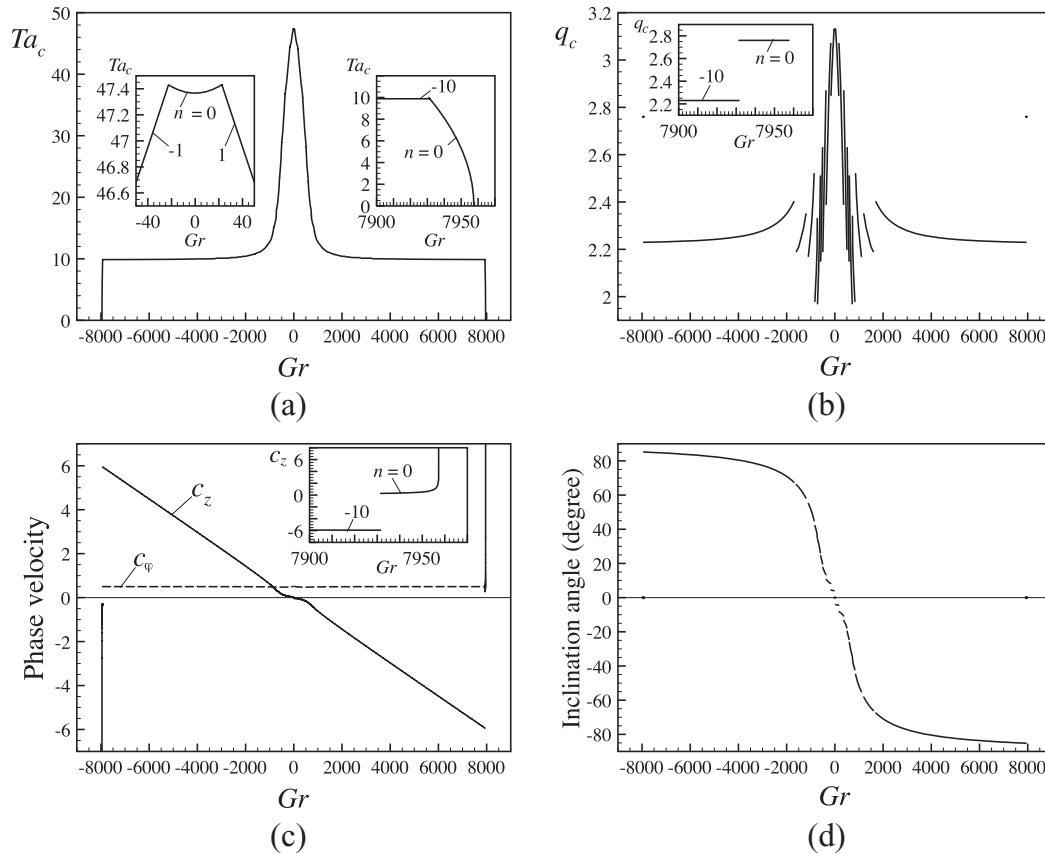 50
40
30
20
10
0
Ta_c
-8000 -6000 -4000 -2000 0 2000 4000 6000 8000
Gr
Ta_c
47.4
47.2
47
46.8
46.6
n = 0
-1
1
-40 0 40
Gr
Ta_c
10
8
6
4
2
0
-10
n = 0
7900 7950
Gr
(a)
3.2
3
2.8
2.6
2.4
2.2
2
q_c
-8000 -6000 -4000 -2000 0 2000 4000 6000 8000
Gr
q_c
2.8
2.6
2.4
2.2
n = 0
-10
7900 7950
Gr
(b)
6
4
2
0
-2
-4
-6
Phase velocity
c_z
c_φ
-8000 -6000 -4000 -2000 0 2000 4000 6000 8000
Gr
c_z
6
0
-6
n = 0
-10
7900 7950
Gr
(c)
80
60
40
20
0
-20
-40
-60
-80
Inclination angle (degree)
-8000 -6000 -4000 -2000 0 2000 4000 6000 8000
Gr
(d)